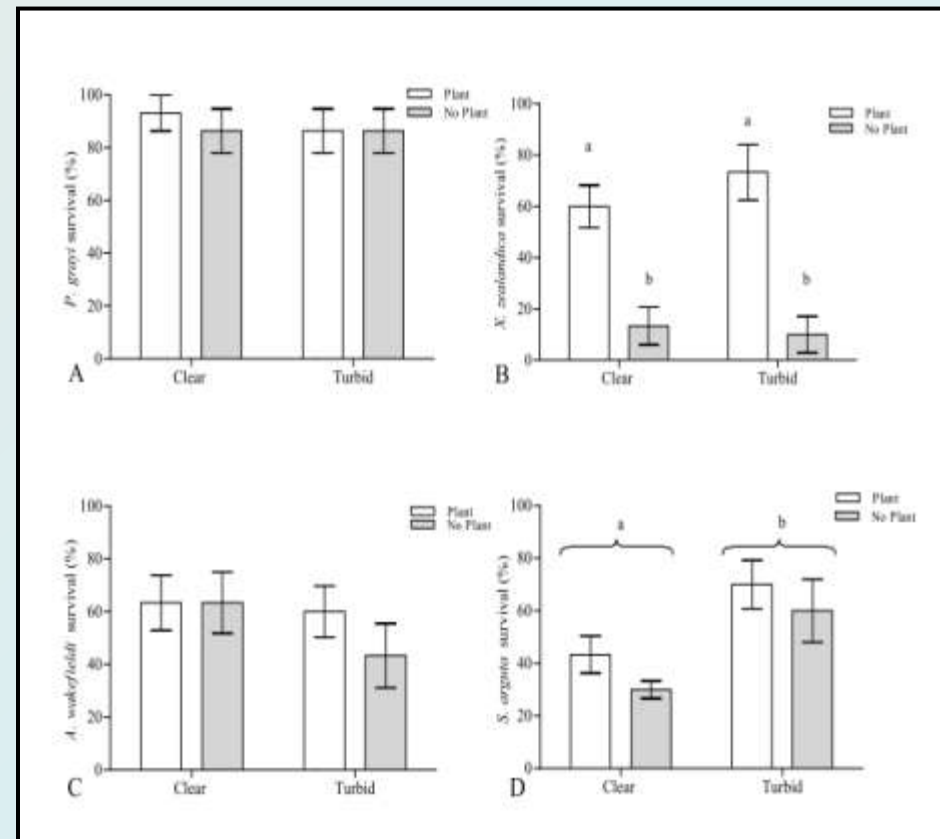 100
80
60
40
20
0
P. grayi survival (%)
Plant
No Plant
Clear
Turbid
A
100
80
60
40
20
0
X. zealandica survival (%)
Plant
No Plant
a
b
a
b
Clear
Turbid
B
100
80
60
40
20
0
A. wakefieldi survival (%)
Plant
No Plant
Clear
Turbid
C
100
80
60
40
20
0
S. arguta survival (%)
Plant
No Plant
a
b
Clear
Turbid
D